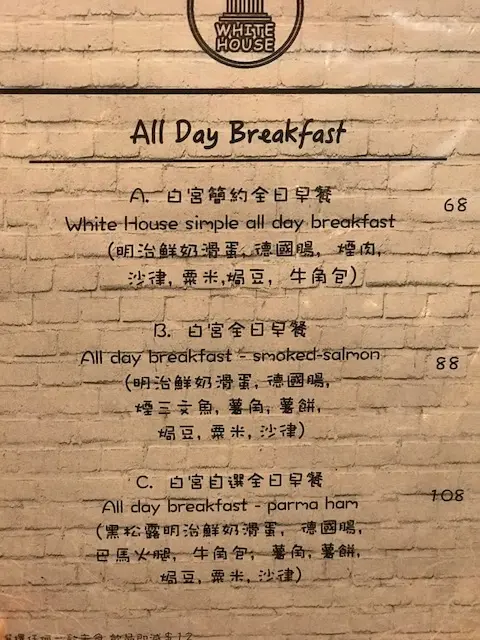 WHITE
HOUSE
All Day Breakfast
A. 白宮簡約全日早餐 68
White House simple all day breakfast
(明治鮮奶滑蛋, 德國腸, 煙肉,
沙律, 粟米, 焗豆, 牛角包)
B. 白宮全日早餐
All day breakfast - smoked-salmon 88
(明治鮮奶滑蛋, 德國腸,
煙三文魚, 薯角, 薯餅,
焗豆, 粟米, 沙律)
C. 白宮自選全日早餐
All day breakfast - parma ham 108
(黑松露明治鮮奶滑蛋, 德國腸,
巴馬火腿, 牛角包, 薯角, 薯餅,
焗豆, 粟米, 沙律)